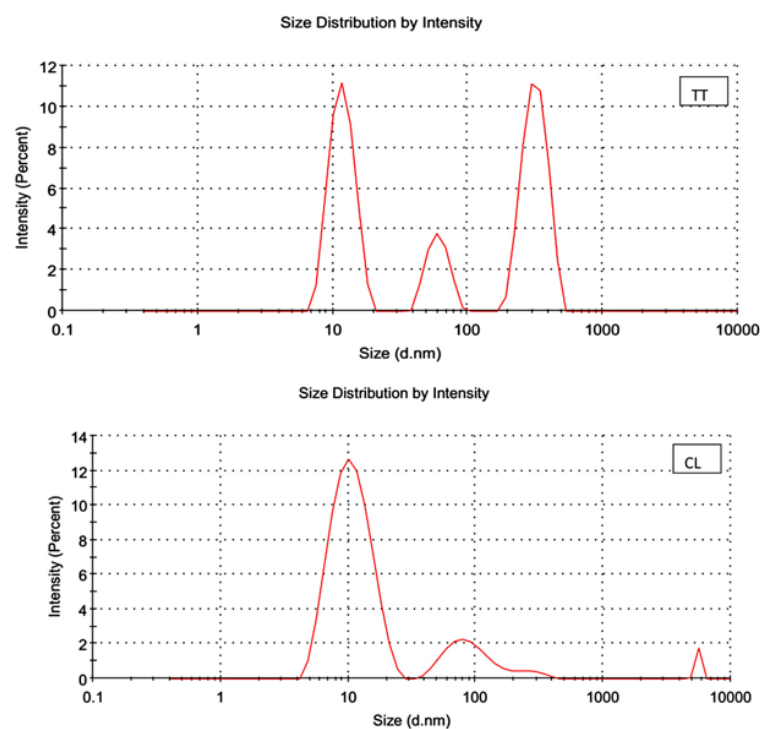 Size Distribution by Intensity
TT
Intensity (Percent)
12
10
8
6
4
2
0
0.1 1 10 100 1000 10000
Size (d.nm)
Size Distribution by Intensity
CL
Intensity (Percent)
14
12
10
8
6
4
2
0
0.1 1 10 100 1000 10000
Size (d.nm)